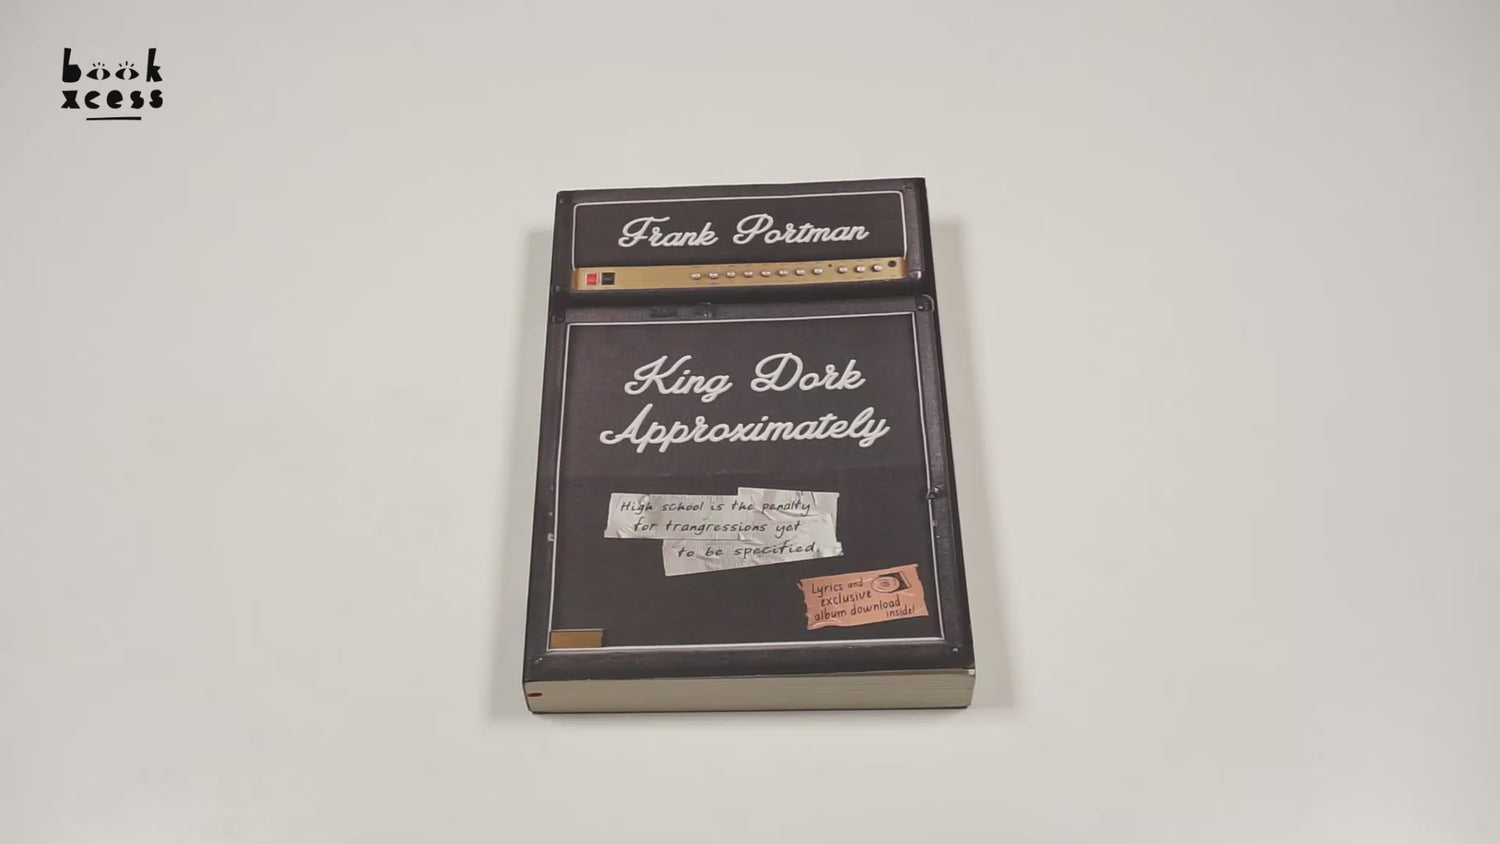 book
xcess
Frank Portman
King Dork
Approximately
High school is the penalty
for trangressions yet
to be specified.
Lyrics and
exclusive
album download
inside!